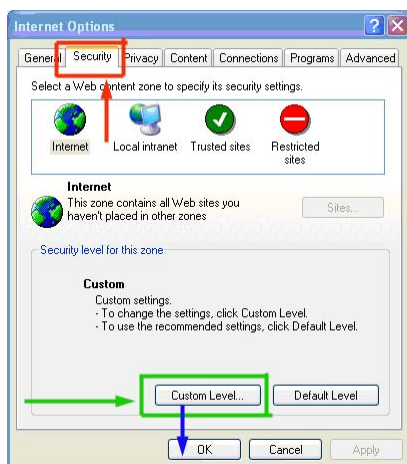 Internet Options
General Security Privacy Content Connections Programs Advanced
Select a Web content zone to specify its security settings.
Internet Local intranet Trusted sites Restricted sites
Internet
This zone contains all Web sites you
haven't placed in other zones
Sites...
Security level for this zone
Custom
Custom settings.
- To change the settings, click Custom Level.
- To use the recommended settings, click Default Level.
Custom Level... Default Level
OK Cancel Apply